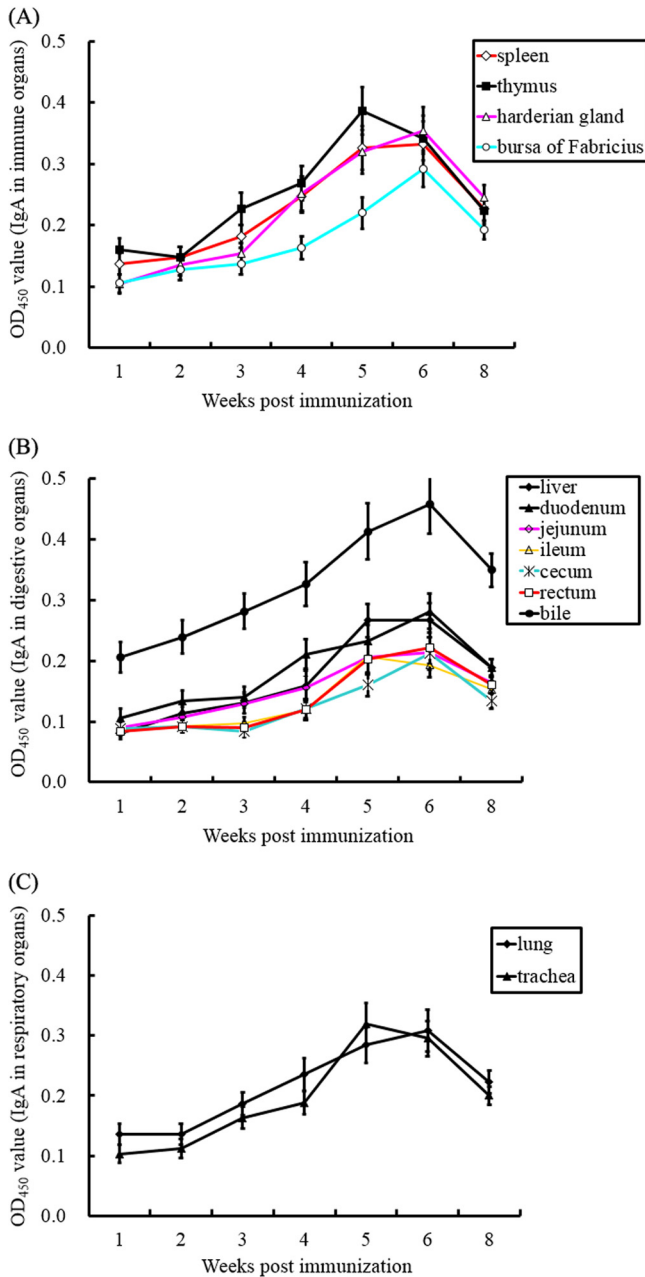 (A)
OD450 value (IgA in immune organs)
0.5
0.4
0.3
0.2
0.1
0.0
spleen
thymus
harderian gland
bursa of Fabricius
1 2 3 4 5 6 8
Weeks post immunization
(B)
OD450 value (IgA in digestive organs)
0.5
0.4
0.3
0.2
0.1
0.0
liver
duodenum
jejunum
ileum
cecum
rectum
bile
1 2 3 4 5 6 8
Weeks post immunization
(C)
OD450 value (IgA in respiratory organs)
0.5
0.4
0.3
0.2
0.1
0.0
lung
trachea
1 2 3 4 5 6 8
Weeks post immunization